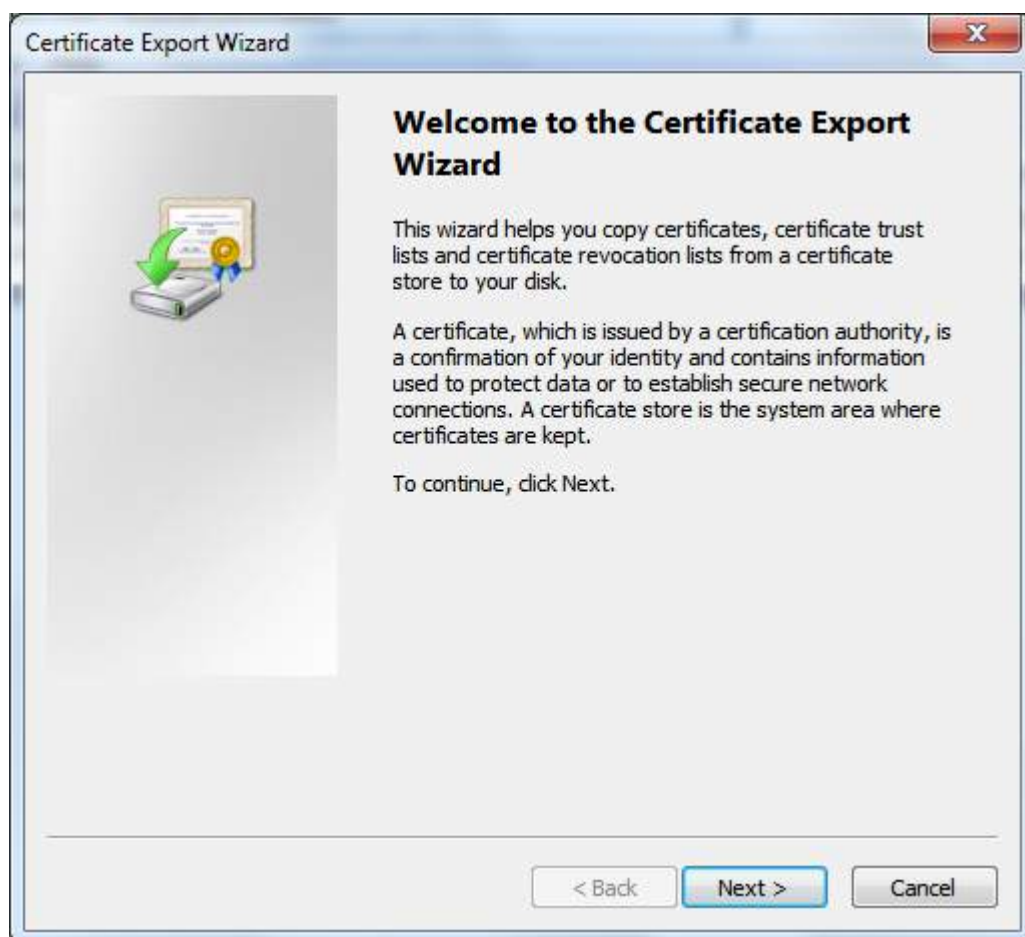 Certificate Export Wizard
Welcome to the Certificate Export
Wizard
This wizard helps you copy certificates, certificate trust
lists and certificate revocation lists from a certificate
store to your disk.
A certificate, which is issued by a certification authority, is
a confirmation of your identity and contains information
used to protect data or to establish secure network
connections. A certificate store is the system area where
certificates are kept.
To continue, click Next.
< Back Next > Cancel